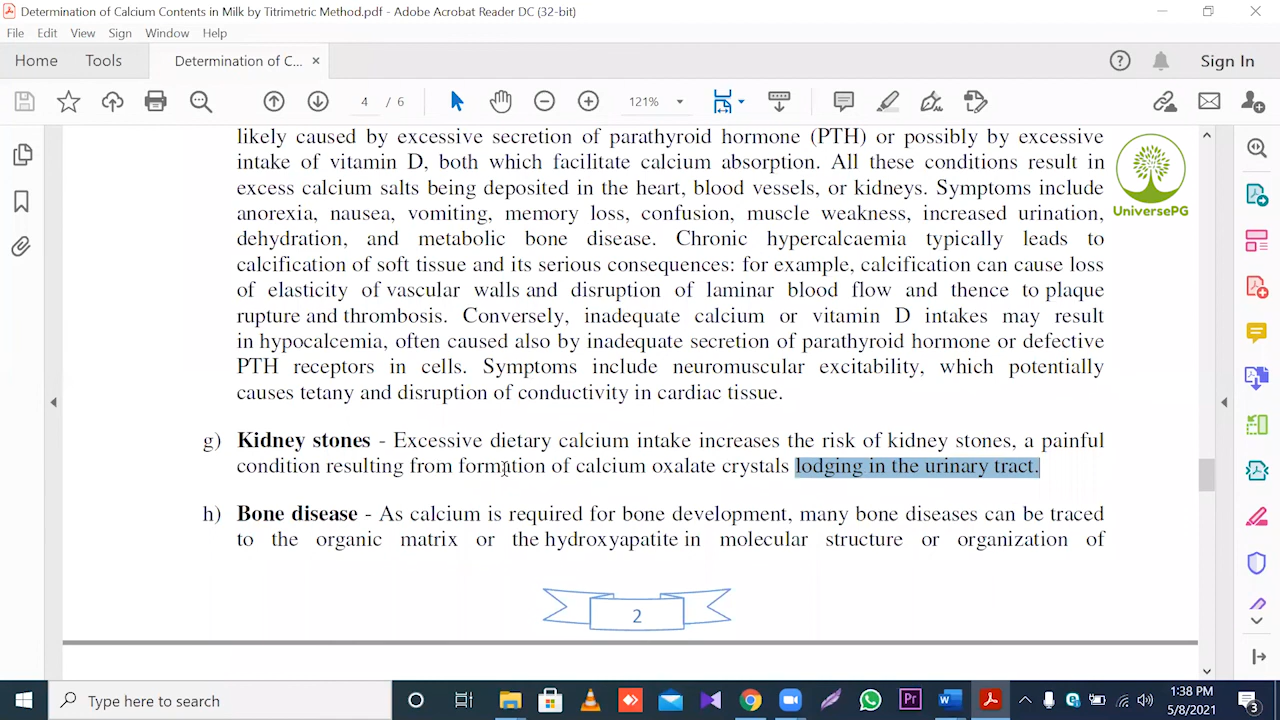 Determination of Calcium Contents in Milk by Titrimetric Method.pdf - Adobe Acrobat Reader DC (32-bit)
File Edit View Sign Window Help
Home Tools Determination of C... × Sign In
4 / 6 121%
likely caused by excessive secretion of parathyroid hormone (PTH) or possibly by excessive
intake of vitamin D, both which facilitate calcium absorption. All these conditions result in
excess calcium salts being deposited in the heart, blood vessels, or kidneys. Symptoms include
anorexia, nausea, vomiting, memory loss, confusion, muscle weakness, increased urination,
dehydration, and metabolic bone disease. Chronic hypercalcaemia typically leads to
calcification of soft tissue and its serious consequences: for example, calcification can cause loss
of elasticity of vascular walls and disruption of laminar blood flow and thence to plaque
rupture and thrombosis. Conversely, inadequate calcium or vitamin D intakes may result
in hypocalcemia, often caused also by inadequate secretion of parathyroid hormone or defective
PTH receptors in cells. Symptoms include neuromuscular excitability, which potentially
causes tetany and disruption of conductivity in cardiac tissue.
UniversePG
g) Kidney stones - Excessive dietary calcium intake increases the risk of kidney stones, a painful
condition resulting from formation of calcium oxalate crystals lodging in the urinary tract.
h) Bone disease - As calcium is required for bone development, many bone diseases can be traced
to the organic matrix or the hydroxyapatite in molecular structure or organization of
2
Type here to search
Pr
1:38 PM
5/8/2021
3